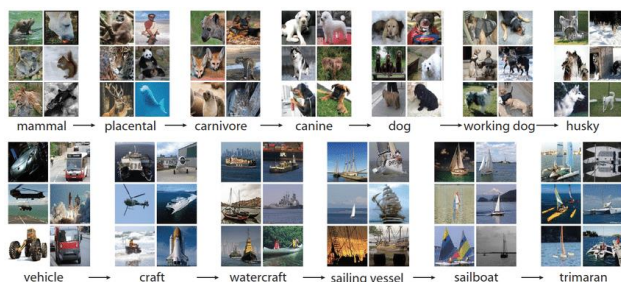 mammal → placental → carnivore → canine → dog → working dog → husky
vehicle → craft → watercraft → sailing vessel → sailboat → trimaran